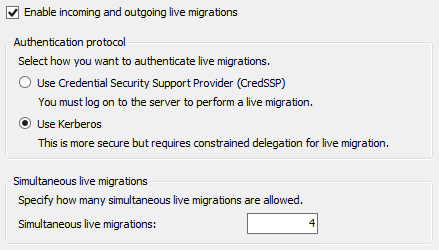 Enable incoming and outgoing live migrations
Authentication protocol
Select how you want to authenticate live migrations.
Use Credential Security Support Provider (CredSSP)
You must log on to the server to perform a live migration.
Use Kerberos
This is more secure but requires constrained delegation for live migration.
Simultaneous live migrations
Specify how many simultaneous live migrations are allowed.
Simultaneous live migrations: 4